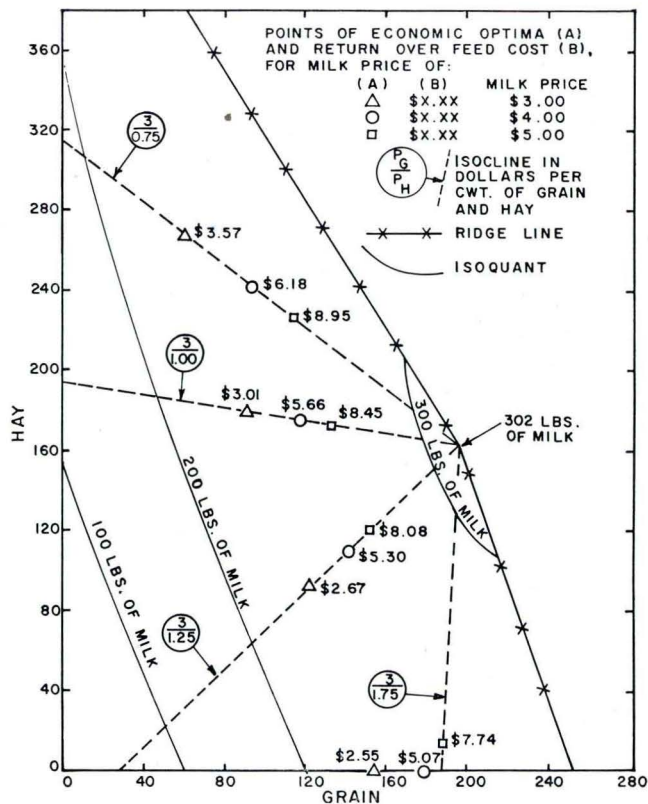 POINTS OF ECONOMIC OPTIMA (A)
AND RETURN OVER FEED COST (B),
FOR MILK PRICE OF:
(A) (B) MILK PRICE
$X.XX $3.00
$X.XX $4.00
$X.XX $5.00
P_G
P_H
ISOCLINE IN
DOLLARS PER
CWT. OF GRAIN
AND HAY
RIDGE LINE
ISOQUANT
360
320
280
240
200
160
120
80
40
0
HAY
3
0.75
$3.57
$6.18
$8.95
3
1.00
$3.01
$5.66
$8.45
302 LBS.
OF MILK
300 LBS. OF MILK
200 LBS. OF MILK
100 LBS. OF MILK
$8.08
$5.30
$2.67
3
1.25
3
1.75
$7.74
$2.55
$5.07
0 40 80 120 160 200 240 280
GRAIN